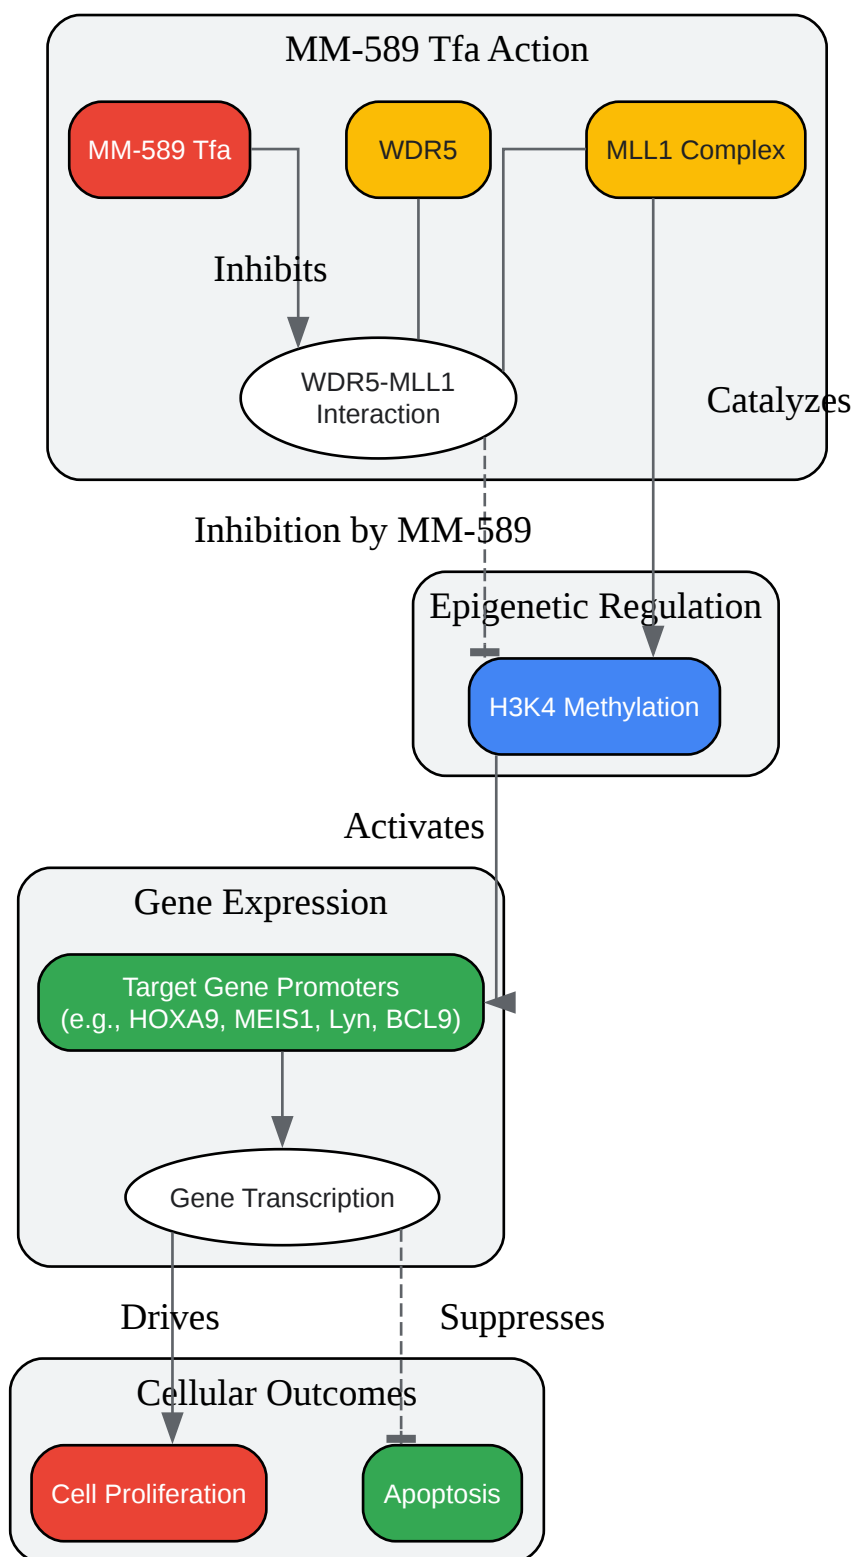 MM-589 Tfa Action
MM-589 Tfa
WDR5
MLL1 Complex
Inhibits
WDR5-MLL1
Interaction
Catalyzes
Inhibition by MM-589
Epigenetic Regulation
H3K4 Methylation
Activates
Gene Expression
Target Gene Promoters
(e.g., HOXA9, MEIS1, Lyn, BCL9)
Gene Transcription
Drives
Suppresses
Cellular Outcomes
Cell Proliferation
Apoptosis